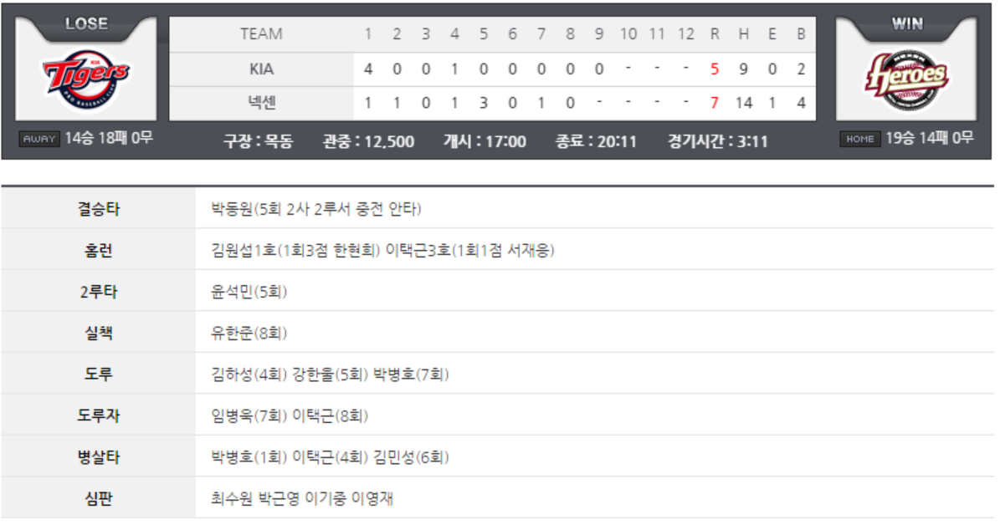 LOSE
WIN
TEAM 1 2 3 4 5 6 7 8 9 10 11 12 R H E B
KIA 4 0 0 1 0 0 0 0 0 - - - 5 9 0 2
넥센 1 1 0 1 3 0 1 0 - - - - 7 14 1 4
KIA
Tigers
PRO BASEBALL CLUB
Heroes
AWAY 14승 18패 0무
구장 : 목동 관중 : 12,500 개시 : 17:00 종료 : 20:11 경기시간 : 3:11
HOME 19승 14패 0무
결승타 박동원(5회 2사 2루서 중전 안타)
홈런 김원섭1호(1회3점 한현희) 이택근3호(1회1점 서재응)
2루타 윤석민(5회)
실책 유한준(8회)
도루 김하성(4회) 강한울(5회) 박병호(7회)
도루자 임병욱(7회) 이택근(8회)
병살타 박병호(1회) 이택근(4회) 김민성(6회)
심판 최수원 박근영 이기중 이영재